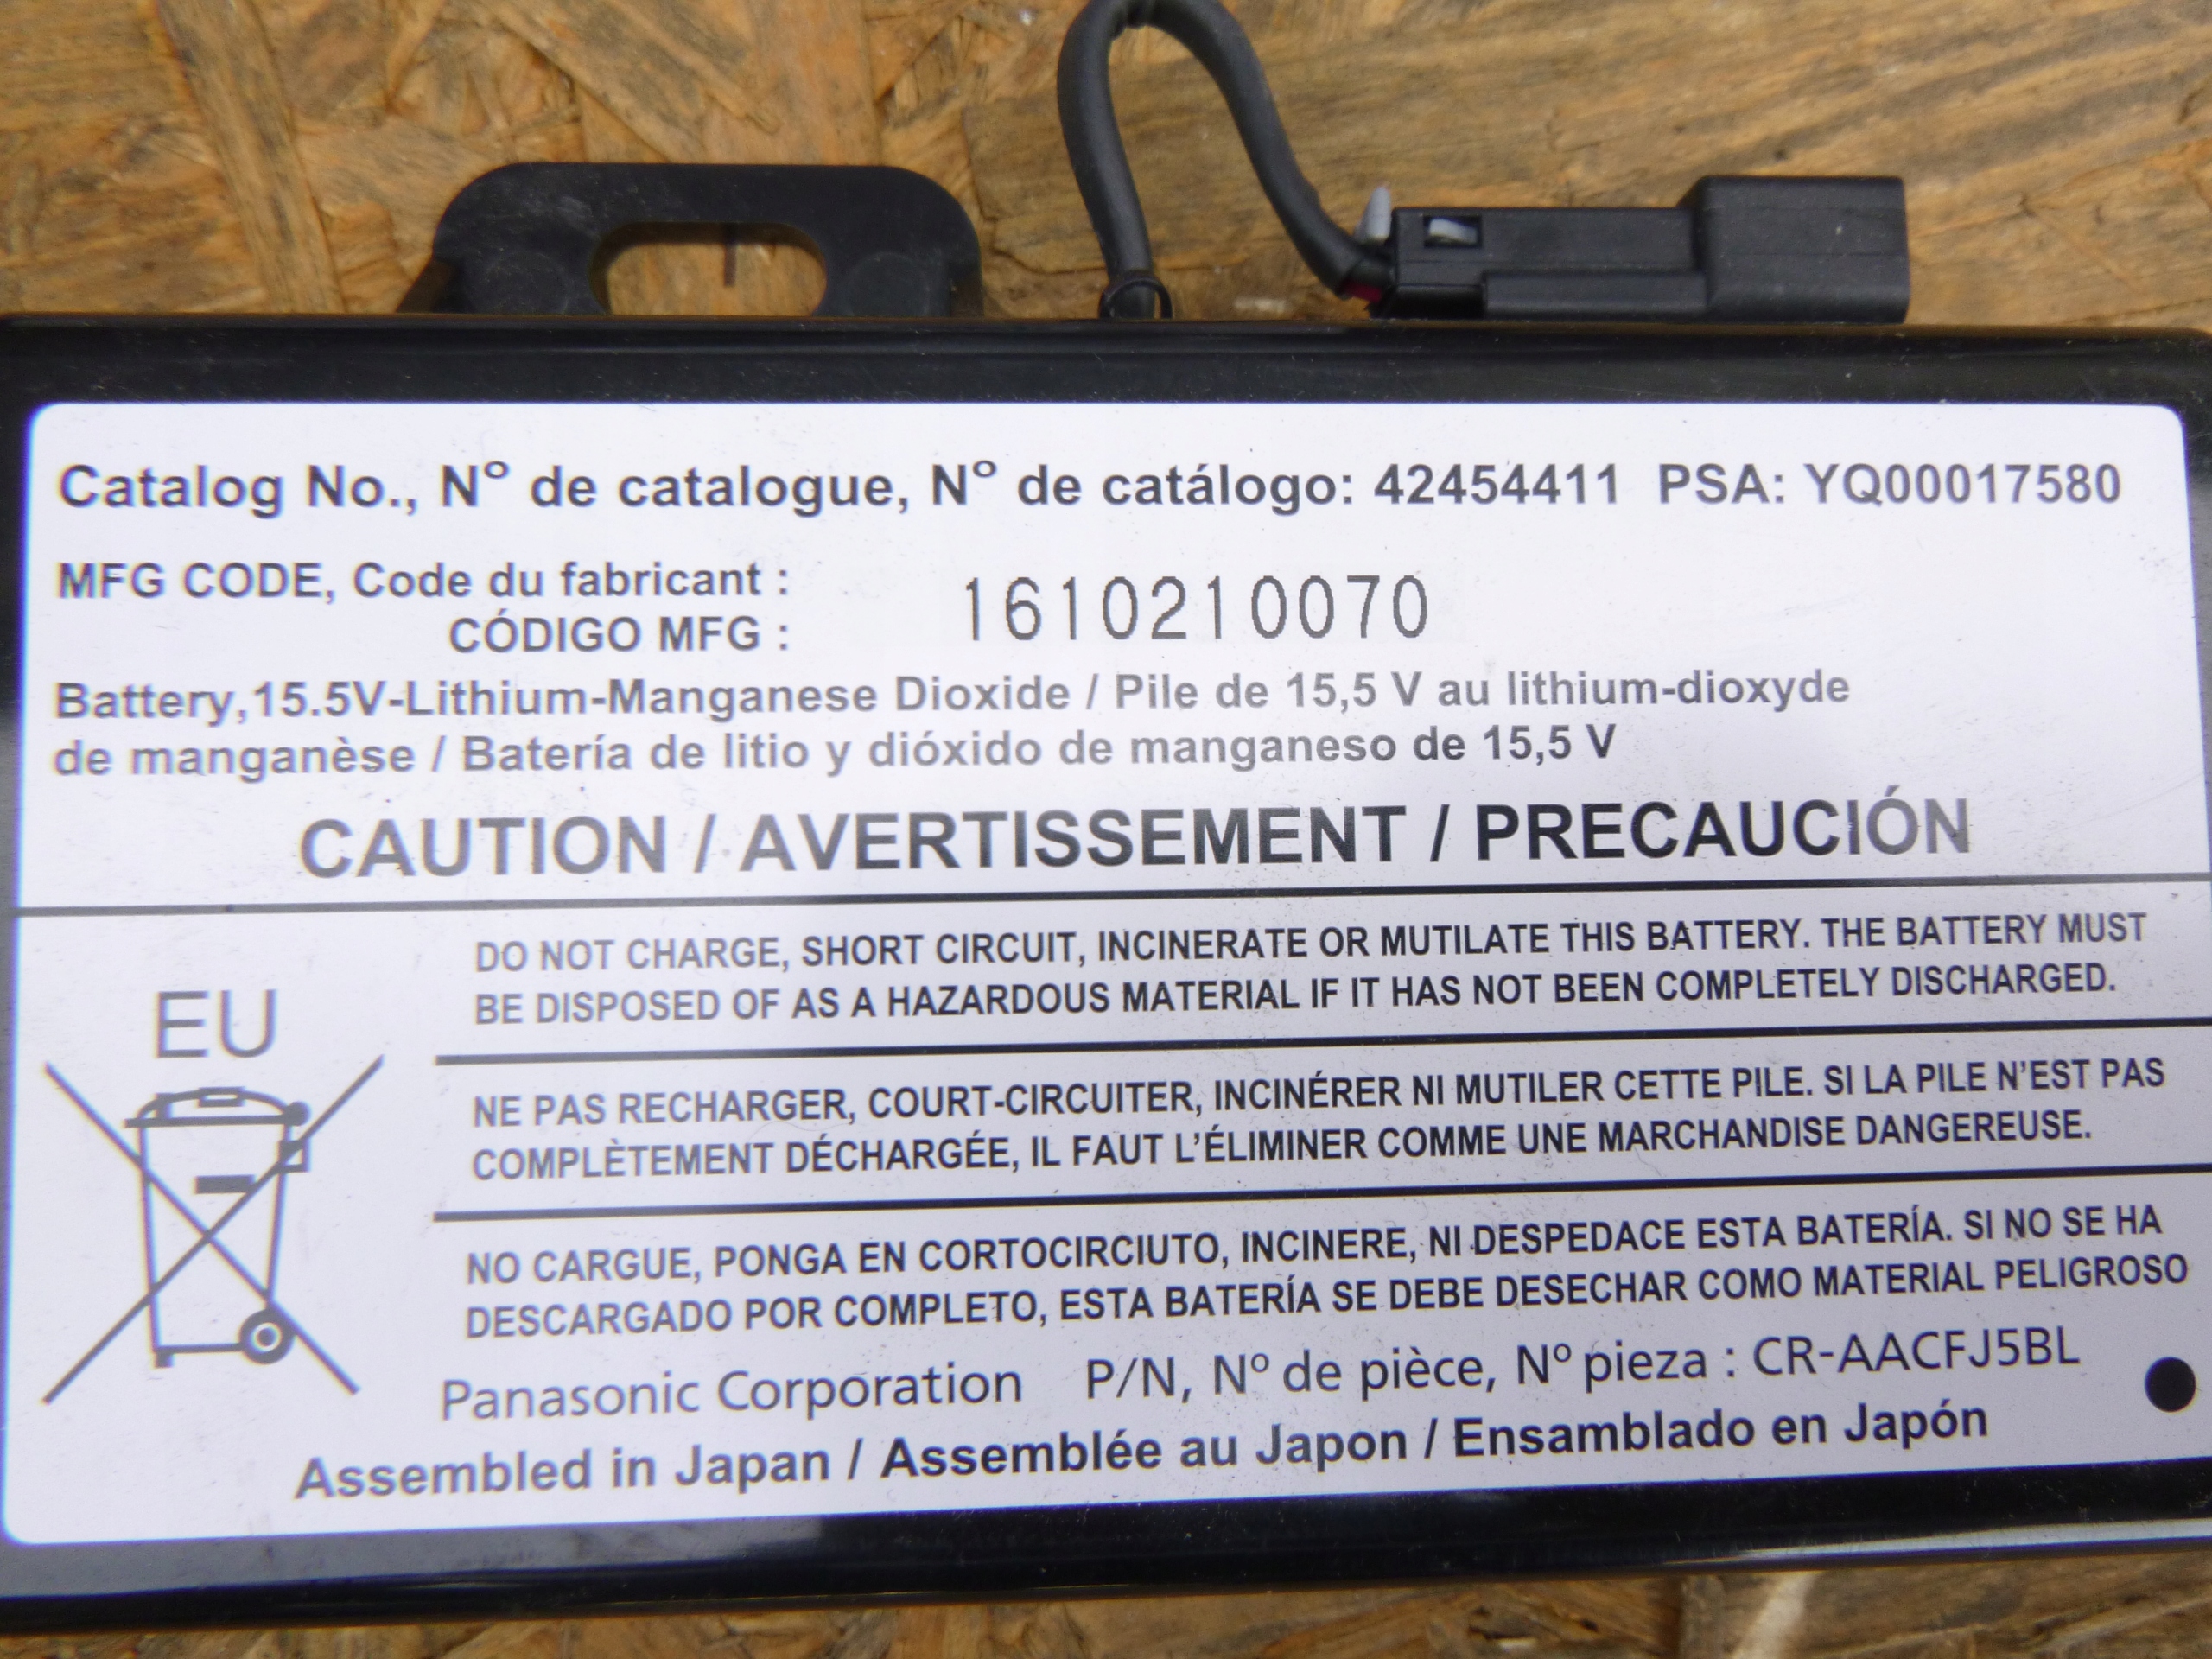 Catalog No., Nº de catalogue, Nº de catálogo: 42454411 PSA: YQ00017580
MFG CODE, Code du fabricant :
CÓDIGO MFG :
1610210070
Battery,15.5V-Lithium-Manganese Dioxide / Pile de 15,5 V au lithium-dioxyde
de manganèse / Batería de litio y dióxido de manganeso de 15,5 V
CAUTION / AVERTISSEMENT / PRECAUCIÓN
EU
DO NOT CHARGE, SHORT CIRCUIT, INCINERATE OR MUTILATE THIS BATTERY. THE BATTERY MUST
BE DISPOSED OF AS A HAZARDOUS MATERIAL IF IT HAS NOT BEEN COMPLETELY DISCHARGED.
NE PAS RECHARGER, COURT-CIRCUITER, INCINÉRER NI MUTILER CETTE PILE. SI LA PILE N'EST PAS
COMPLÈTEMENT DÉCHARGÉE, IL FAUT L'ÉLIMINER COMME UNE MARCHANDISE DANGEREUSE.
NO CARGUE, PONGA EN CORTOCIRCIUTO, INCINERE, NI DESPEDACE ESTA BATERÍA. SI NO SE HA
DESCARGADO POR COMPLETO, ESTA BATERÍA SE DEBE DESECHAR COMO MATERIAL PELIGROSO
Panasonic Corporation P/N, Nº de pièce, Nº pieza : CR-AACFJ5BL
Assembled in Japan / Assemblée au Japon / Ensamblado en Japón